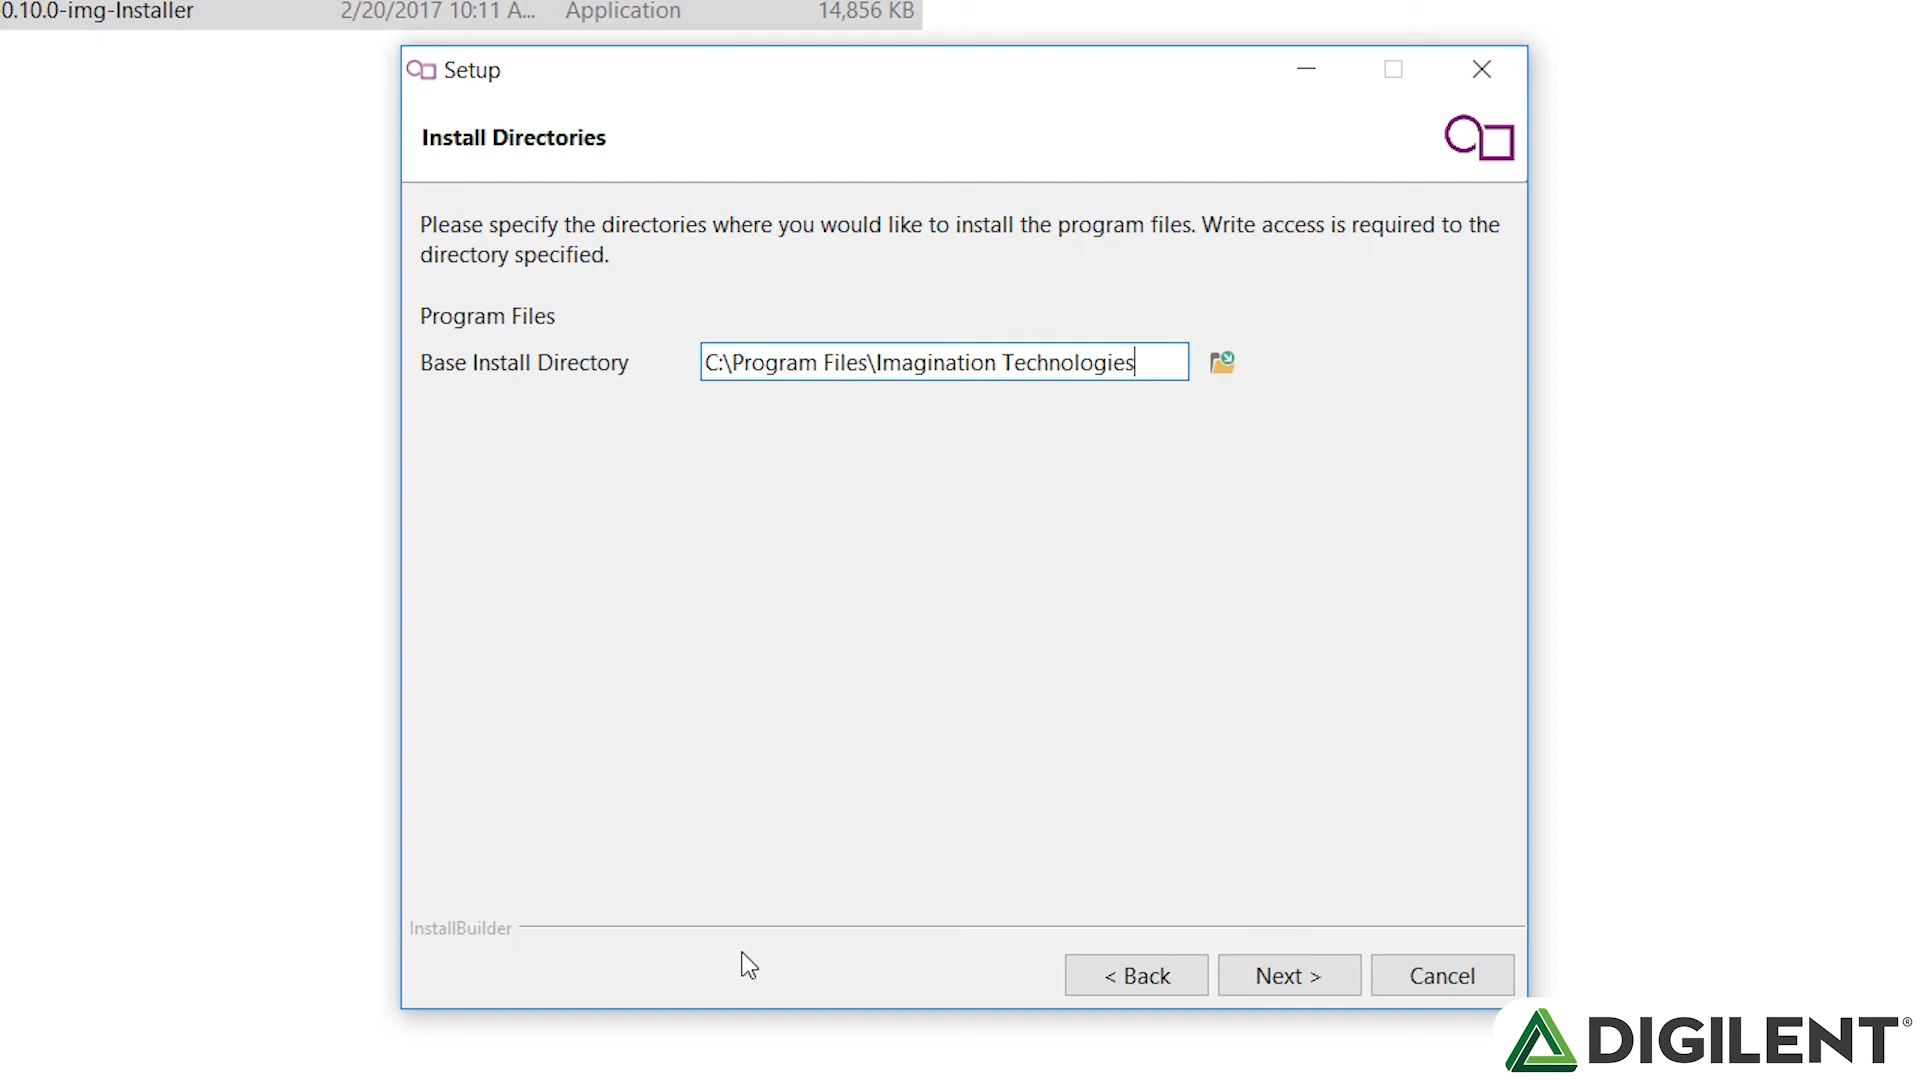 0.10.0-img-Installer 2/20/2017 10:11 A... Application 14,856 KB
Setup
Install Directories
Please specify the directories where you would like to install the program files. Write access is required to the
directory specified.
Program Files
Base Install Directory C:\Program Files\Imagination Technologies
InstallBuilder
< Back Next > Cancel
DIGILENT®